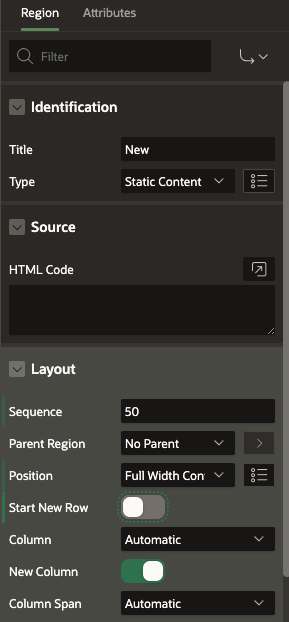 Region Attributes
Filter
Identification
Title New
Type Static Content
Source
HTML Code
Layout
Sequence 50
Parent Region No Parent
Position Full Width Con
Start New Row
Column Automatic
New Column
Column Span Automatic